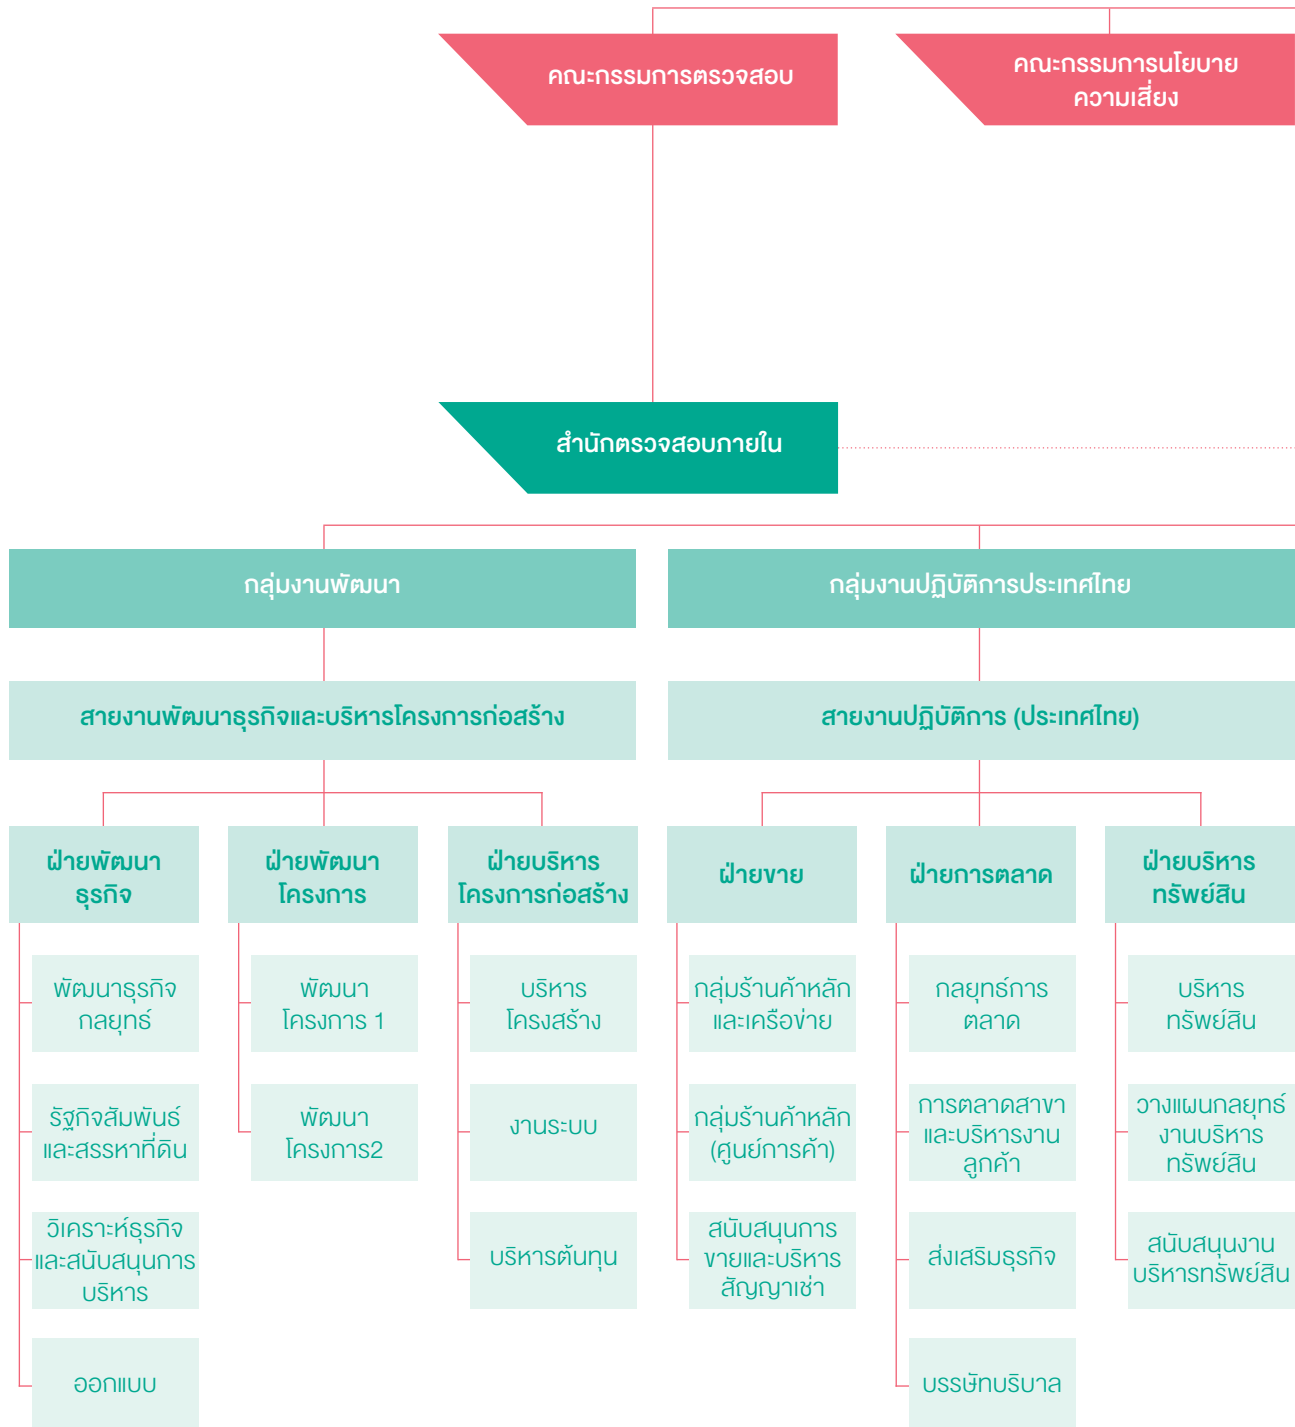 คณะกรรมการตรวจสอบ
คณะกรรมการนโยบาย
ความเสี่ยง
สำนักตรวจสอบภายใน
กลุ่มงานพัฒนา
กลุ่มงานปฏิบัติการประเทศไทย
สายงานพัฒนาธุรกิจและบริหารโครงการก่อสร้าง
สายงานปฏิบัติการ (ประเทศไทย)
ฝ่ายพัฒนา
ธุรกิจ
ฝ่ายพัฒนา
โครงการ
ฝ่ายบริหาร
โครงการก่อสร้าง
ฝ่ายขาย
ฝ่ายการตลาด
ฝ่ายบริหาร
ทรัพย์สิน
พัฒนาธุรกิจ
กลยุทธ์
พัฒนา
โครงการ 1
บริหาร
โครงสร้าง
กลุ่มร้านค้าหลัก
และเครือข่าย
กลยุทธ์การ
ตลาด
บริหาร
ทรัพย์สิน
รัฐกิจสัมพันธ์
และสรรหาที่ดิน
พัฒนา
โครงการ2
งานระบบ
กลุ่มร้านค้าหลัก
(ศูนย์การค้า)
การตลาดสาขา
และบริหารงาน
ลูกค้า
วางแผนกลยุทธ์
งานบริหาร
ทรัพย์สิน
วิเคราะห์ธุรกิจ
และสนับสนุนการ
บริหาร
บริหารต้นทุน
สนับสนุนการ
ขายและบริหาร
สัญญาเช่า
ส่งเสริมธุรกิจ
สนับสนุนงาน
บริหารทรัพย์สิน
ออกแบบ
บรรษัทบริบาล